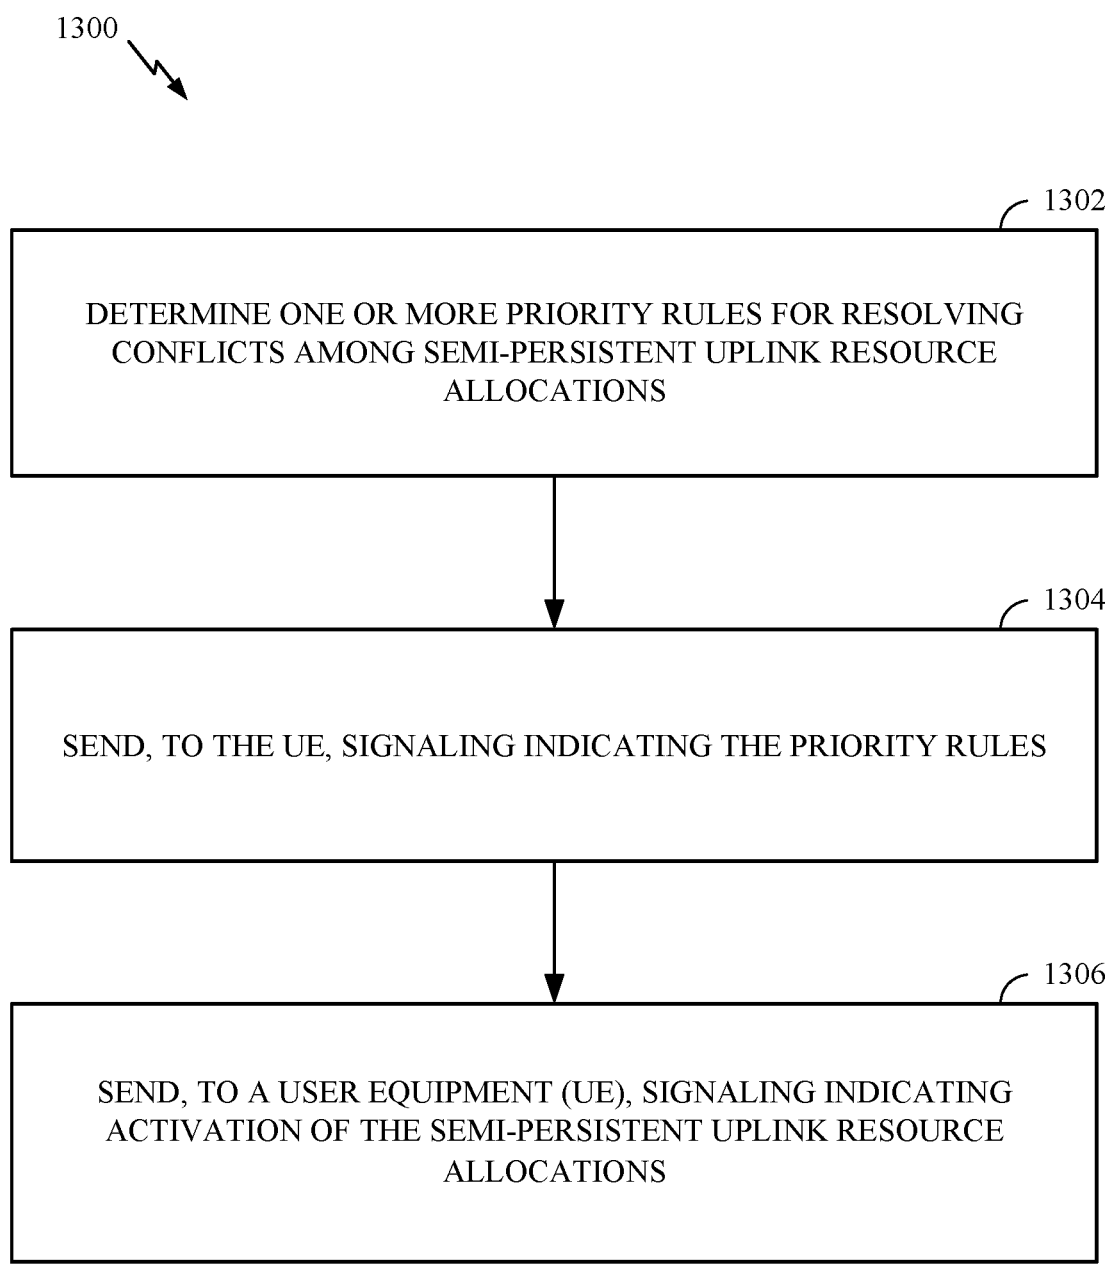 1300
1302
DETERMINE ONE OR MORE PRIORITY RULES FOR RESOLVING
CONFLICTS AMONG SEMI-PERSISTENT UPLINK RESOURCE
ALLOCATIONS
1304
SEND, TO THE UE, SIGNALING INDICATING THE PRIORITY RULES
1306
SEND, TO A USER EQUIPMENT (UE), SIGNALING INDICATING
ACTIVATION OF THE SEMI-PERSISTENT UPLINK RESOURCE
ALLOCATIONS